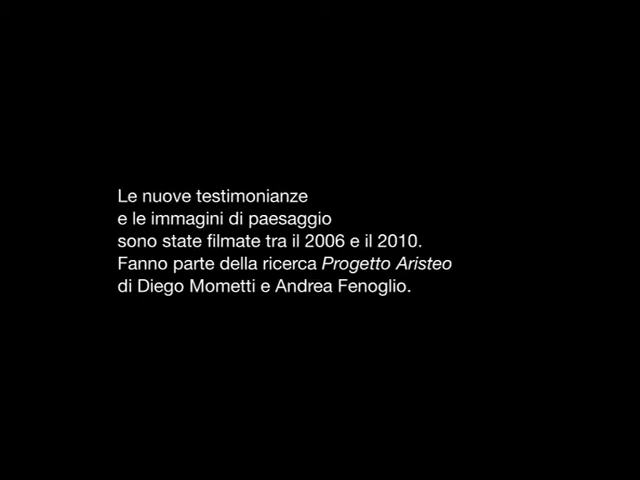 Le nuove testimonianze
e le immagini di paesaggio
sono state filmate tra il 2006 e il 2010.
Fanno parte della ricerca Progetto Aristeo
di Diego Mometti e Andrea Fenoglio.